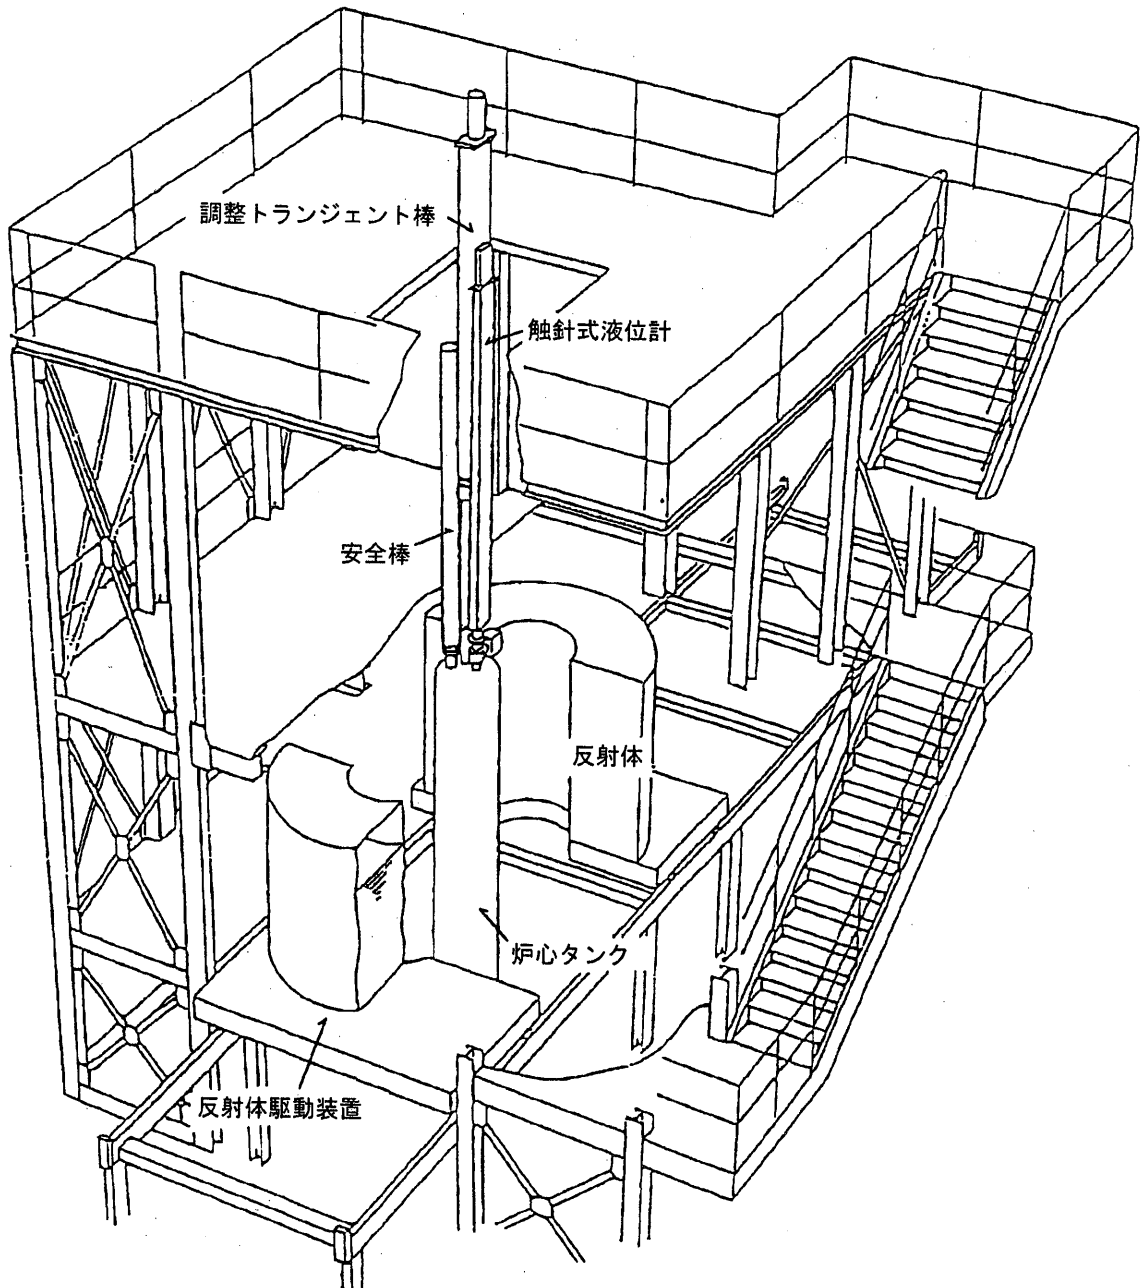 調整トランジェント棒
触針式液位計
安全棒
反射体
炉心タンク
反射体駆動装置